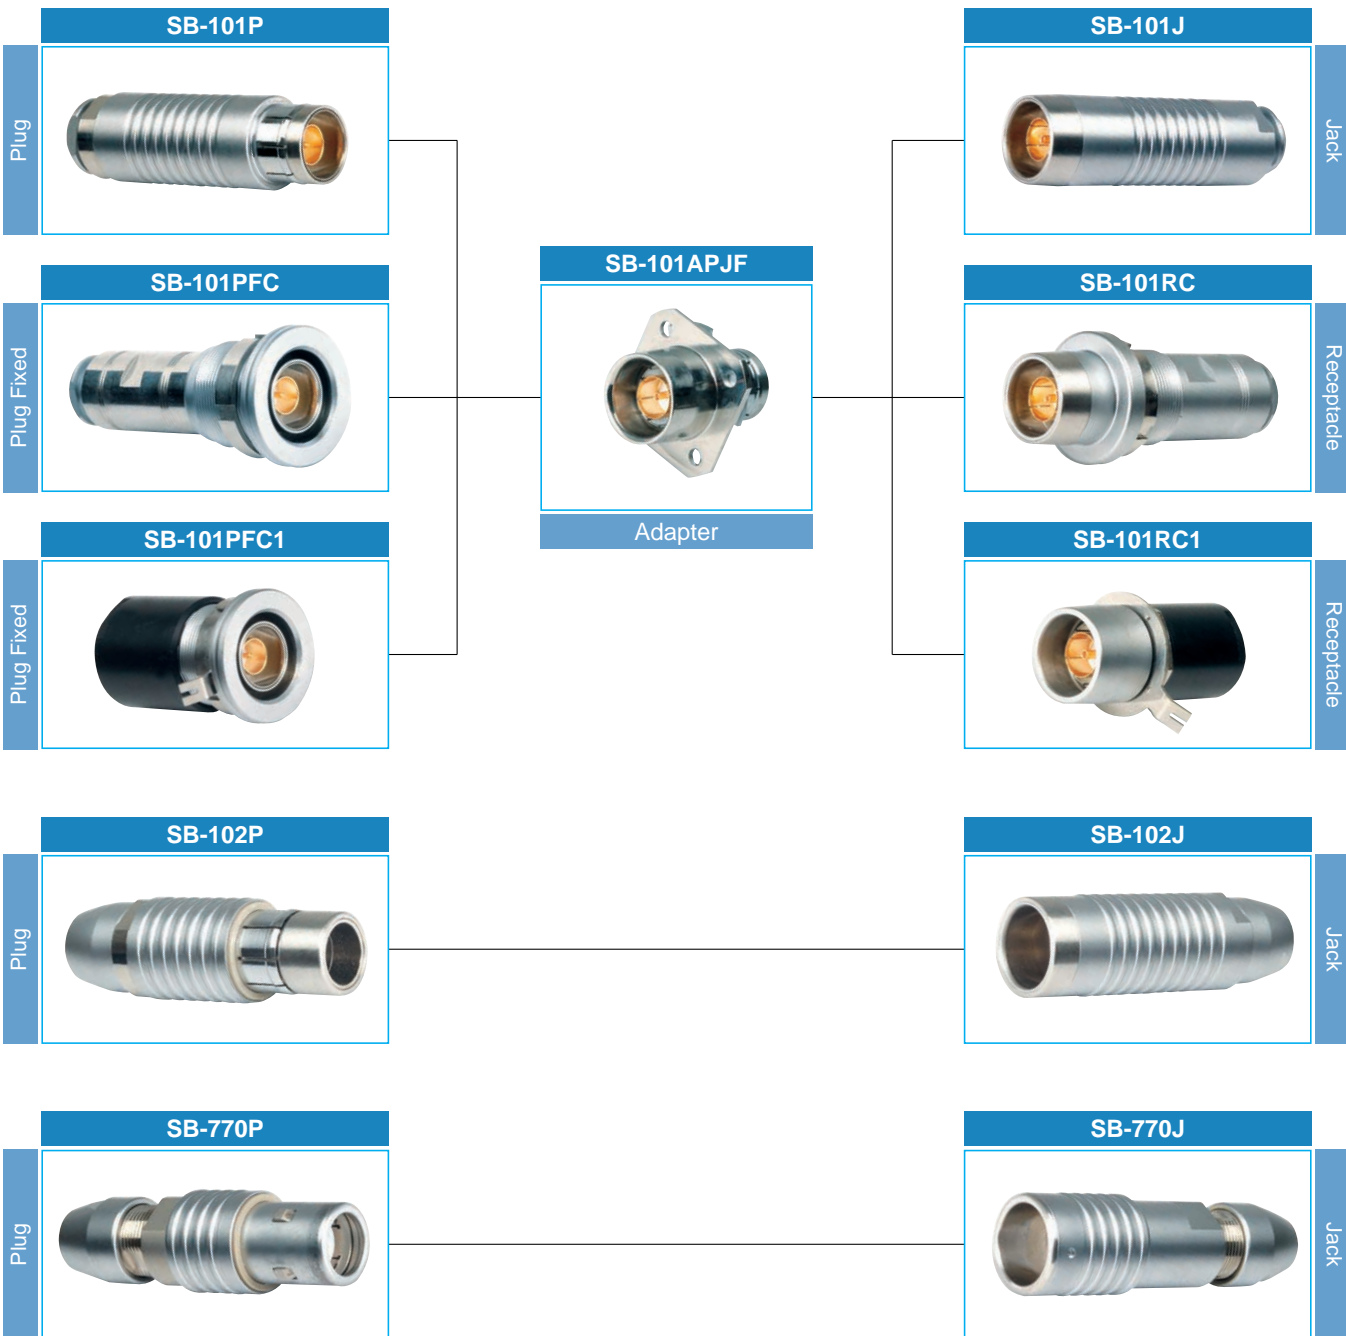 SB-101P
Plug
SB-101J
Jack
SB-101PFC
Plug Fixed
SB-101APJF
Adapter
SB-101RC
Receptacle
SB-101PFC1
Plug Fixed
SB-101RC1
Receptacle
SB-102P
Plug
SB-102J
Jack
SB-770P
Plug
SB-770J
Jack